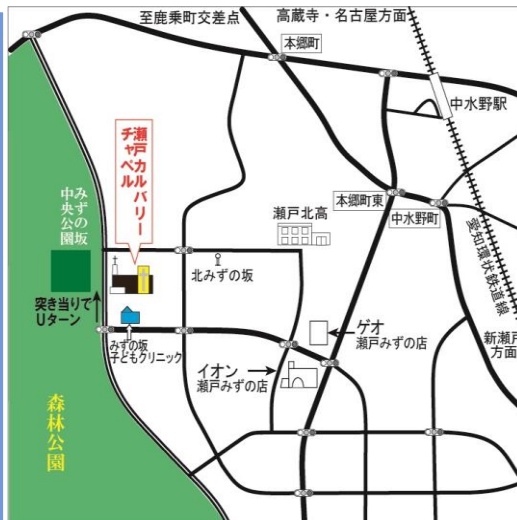 至鹿乗町交差点
高蔵寺・名古屋方面
本郷町
中水野駅
瀬戸カルバリー
チャペル
みずの坂
中央公園
瀬戸北高
本郷町東
中水野町
愛知環状鉄道線
北みずの坂
突き当りで
Uターン
みずの坂
子どもクリニック
ゲオ
瀬戸みずの店
新瀬戸
方面
イオン
瀬戸みずの店
森林公園